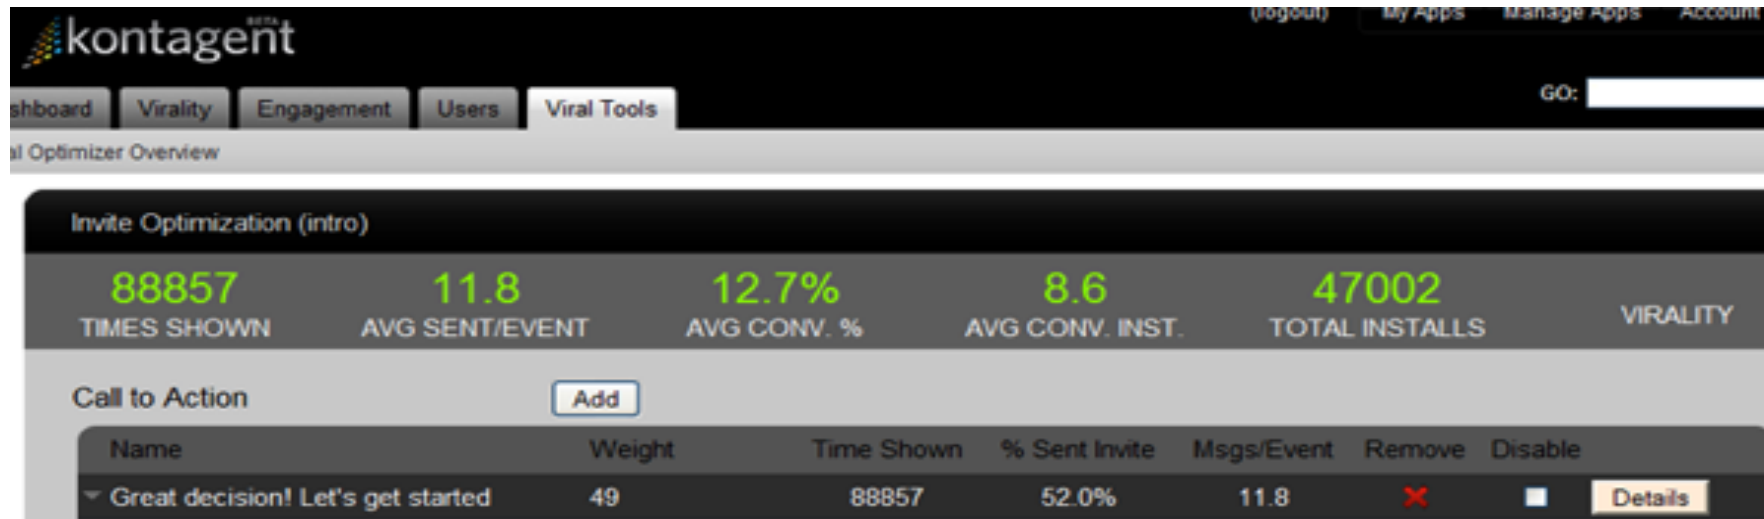 BETA
kontagent
(logout) My Apps Manage Apps Account
GO:
shboard Virality Engagement Users Viral Tools
al Optimizer Overview
Invite Optimization (intro)
88857 11.8 12.7% 8.6 47002
TIMES SHOWN AVG SENT/EVENT AVG CONV. % AVG CONV. INST. TOTAL INSTALLS VIRALITY
Call to Action Add
Name Weight Time Shown % Sent Invite Msgs/Event Remove Disable
Great decision! Let's get started 49 88857 52.0% 11.8 Details